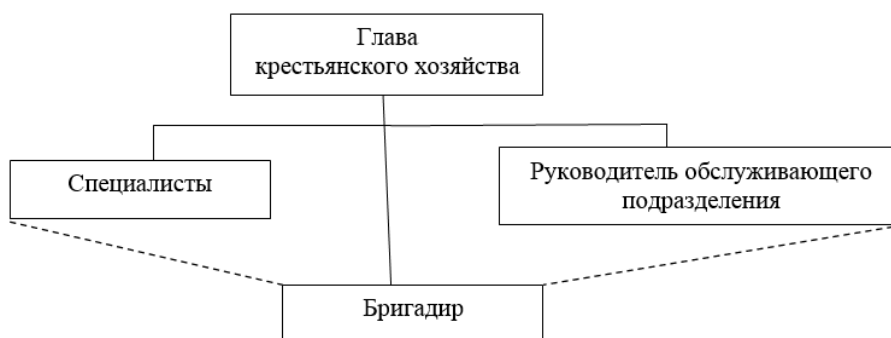 Глава
крестьянского хозяйства
Специалисты
Руководитель обслуживающего
подразделения
Бригадир